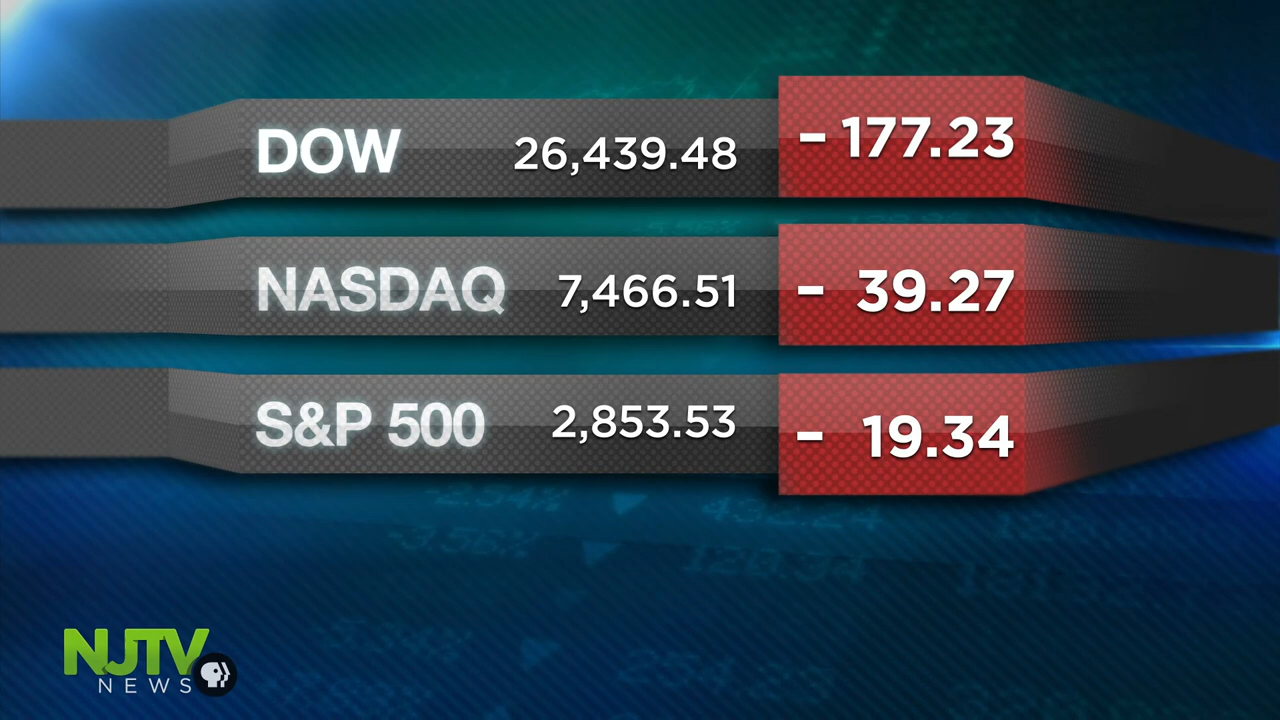 DOW 26,439.48 - 177.23
NASDAQ 7,466.51 - 39.27
S&P 500 2,853.53 - 19.34
NJTV
NEWS